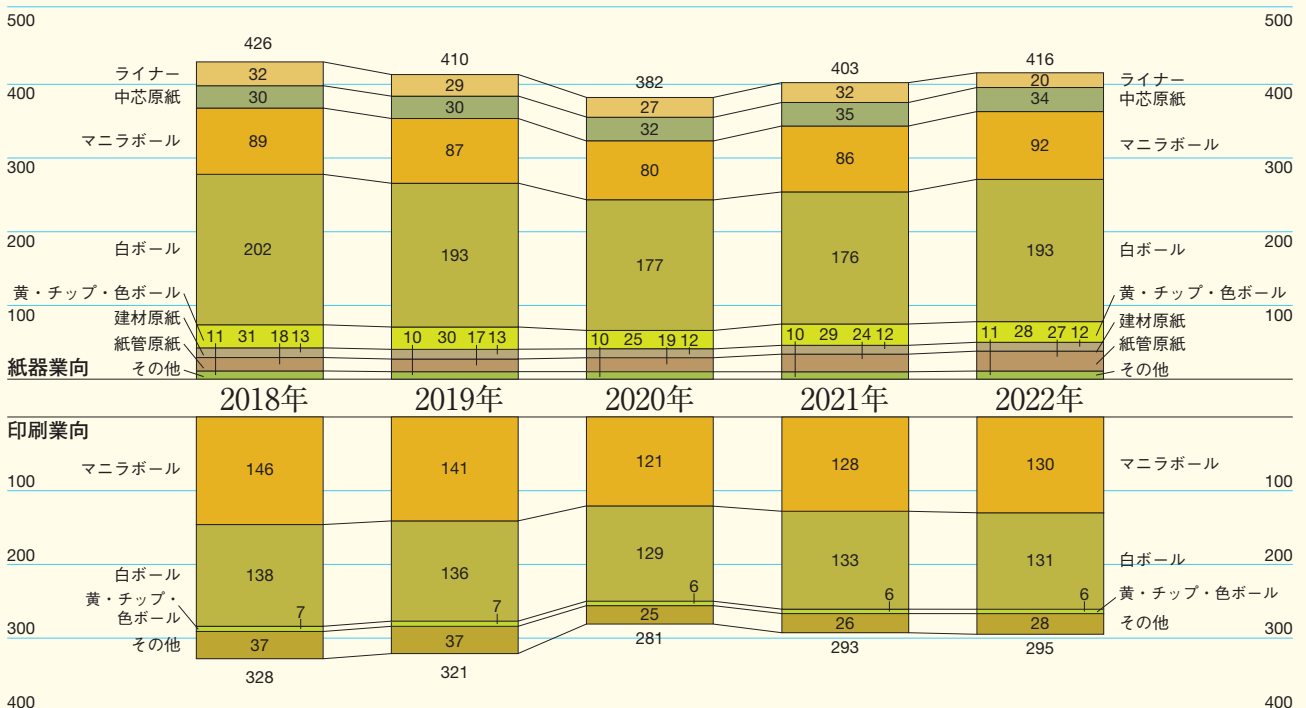 500 500
426 410 382 403 416
ライナー 32 29 27 32 20 ライナー
400 400
中芯原紙 30 30 32 35 34 中芯原紙
マニラボール 89 87 80 86 92 マニラボール
300 300
200 200
白ボール 202 193 177 176 193 白ボール
黄・チップ・色ボール 黄・チップ・色ボール
100 100
建材原紙 11 31 18 13 10 30 17 13 10 25 19 12 10 29 24 12 11 28 27 12 建材原紙
紙管原紙 紙管原紙
紙器業向 その他 その他
2018年 2019年 2020年 2021年 2022年
印刷業向
マニラボール 146 141 121 128 130 マニラボール
100 100
200 200
白ボール 138 136 129 133 131 白ボール
黄・チップ・
色ボール 7 7 6 6 6 黄・チップ・色ボール
300 300
その他 37 37 25 26 28 その他
328 321 281 293 295
400 400